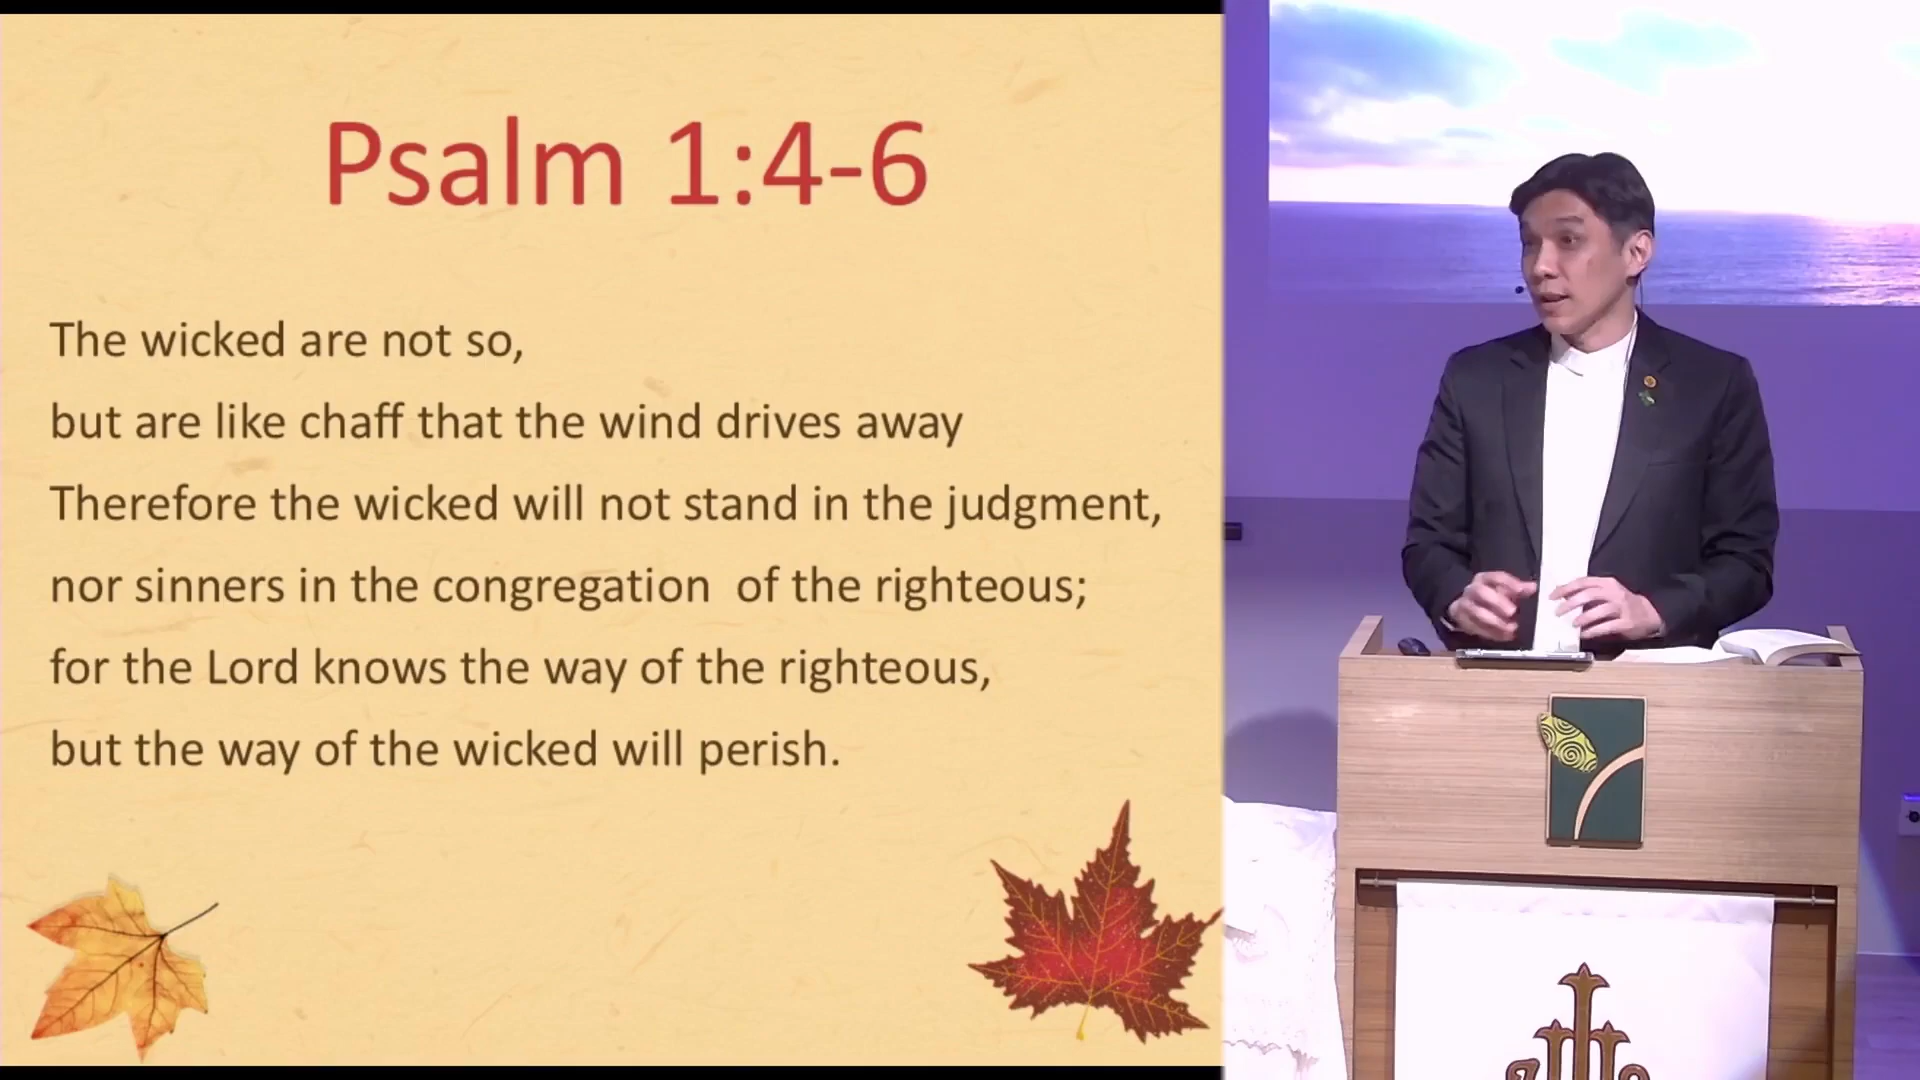 Psalm 1:4-6
The wicked are not so,
but are like chaff that the wind drives away
Therefore the wicked will not stand in the judgment,
nor sinners in the congregation  of the righteous;
for the Lord knows the way of the righteous,
but the way of the wicked will perish.